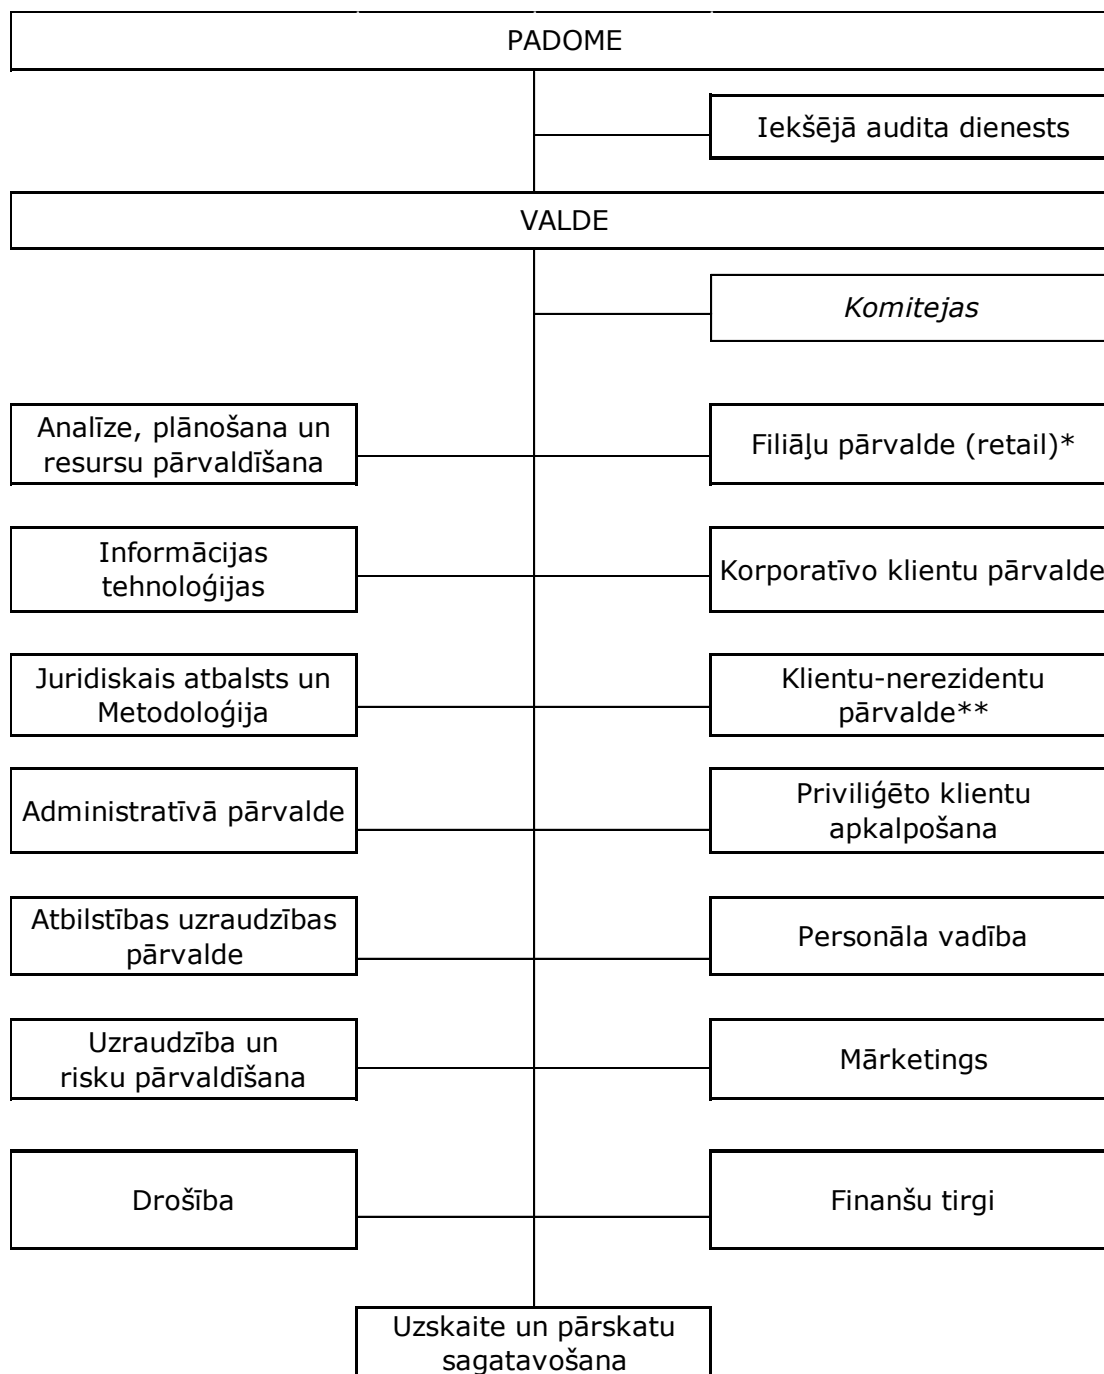 PADOME
Iekšējā audita dienests
VALDE
Komitejas
Analīze, plānošana un
resursu pārvaldīšana
Filiāļu pārvalde (retail)*
Informācijas
tehnoloģijas
Korporatīvo klientu pārvalde
Juridiskais atbalsts un
Metodoloģija
Klientu-nerezidentu
pārvalde**
Administratīvā pārvalde
Priviliģēto klientu
apkalpošana
Atbilstības uzraudzības
pārvalde
Personāla vadība
Uzraudzība un
risku pārvaldīšana
Mārketings
Drošība
Finanšu tirgi
Uzskaite un pārskatu
sagatavošana